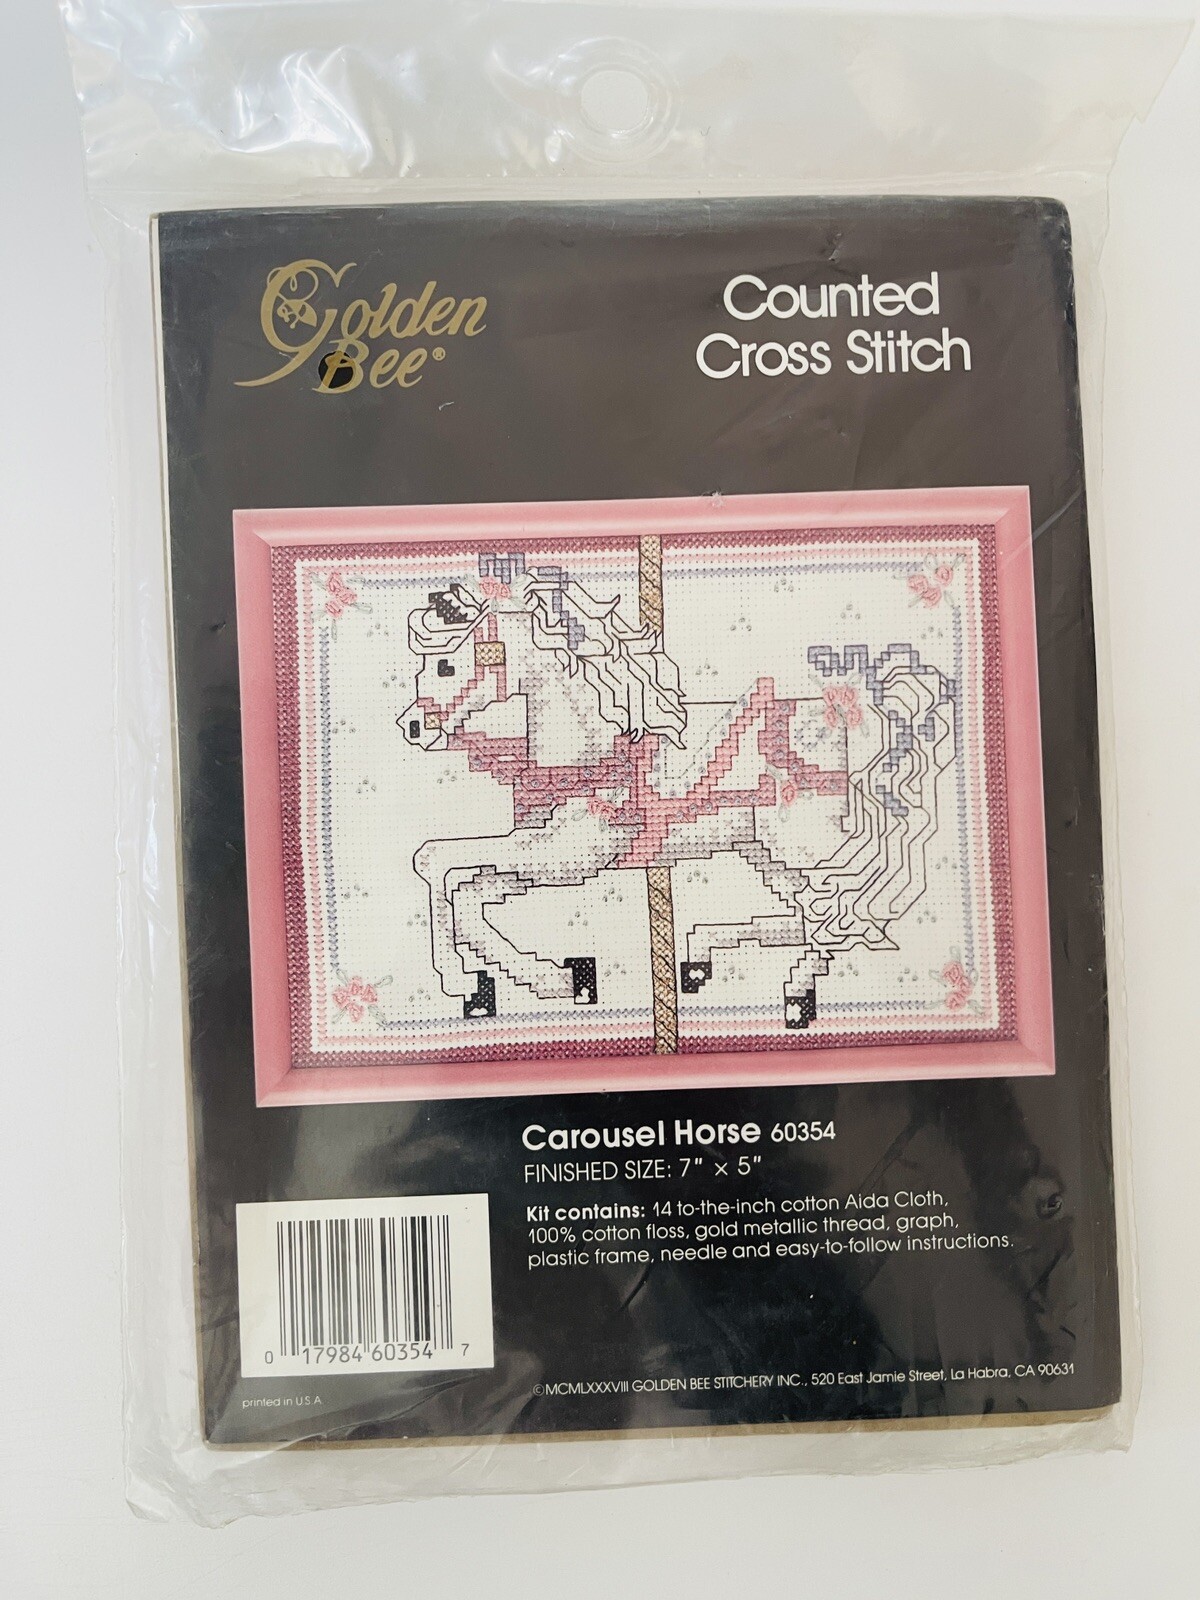 Golden
Bee®
Counted
Cross Stitch
Carousel Horse 60354
FINISHED SIZE: 7" × 5"
Kit contains: 14 to-the-inch cotton Aida Cloth,
100% cotton floss, gold metallic thread, graph,
plastic frame, needle and easy-to-follow instructions.
0 17984 60354 7
printed in U.S.A
©MCMLXXXVIII GOLDEN BEE STITCHERY INC., 520 East Jamie Street, La Habra, CA 90631